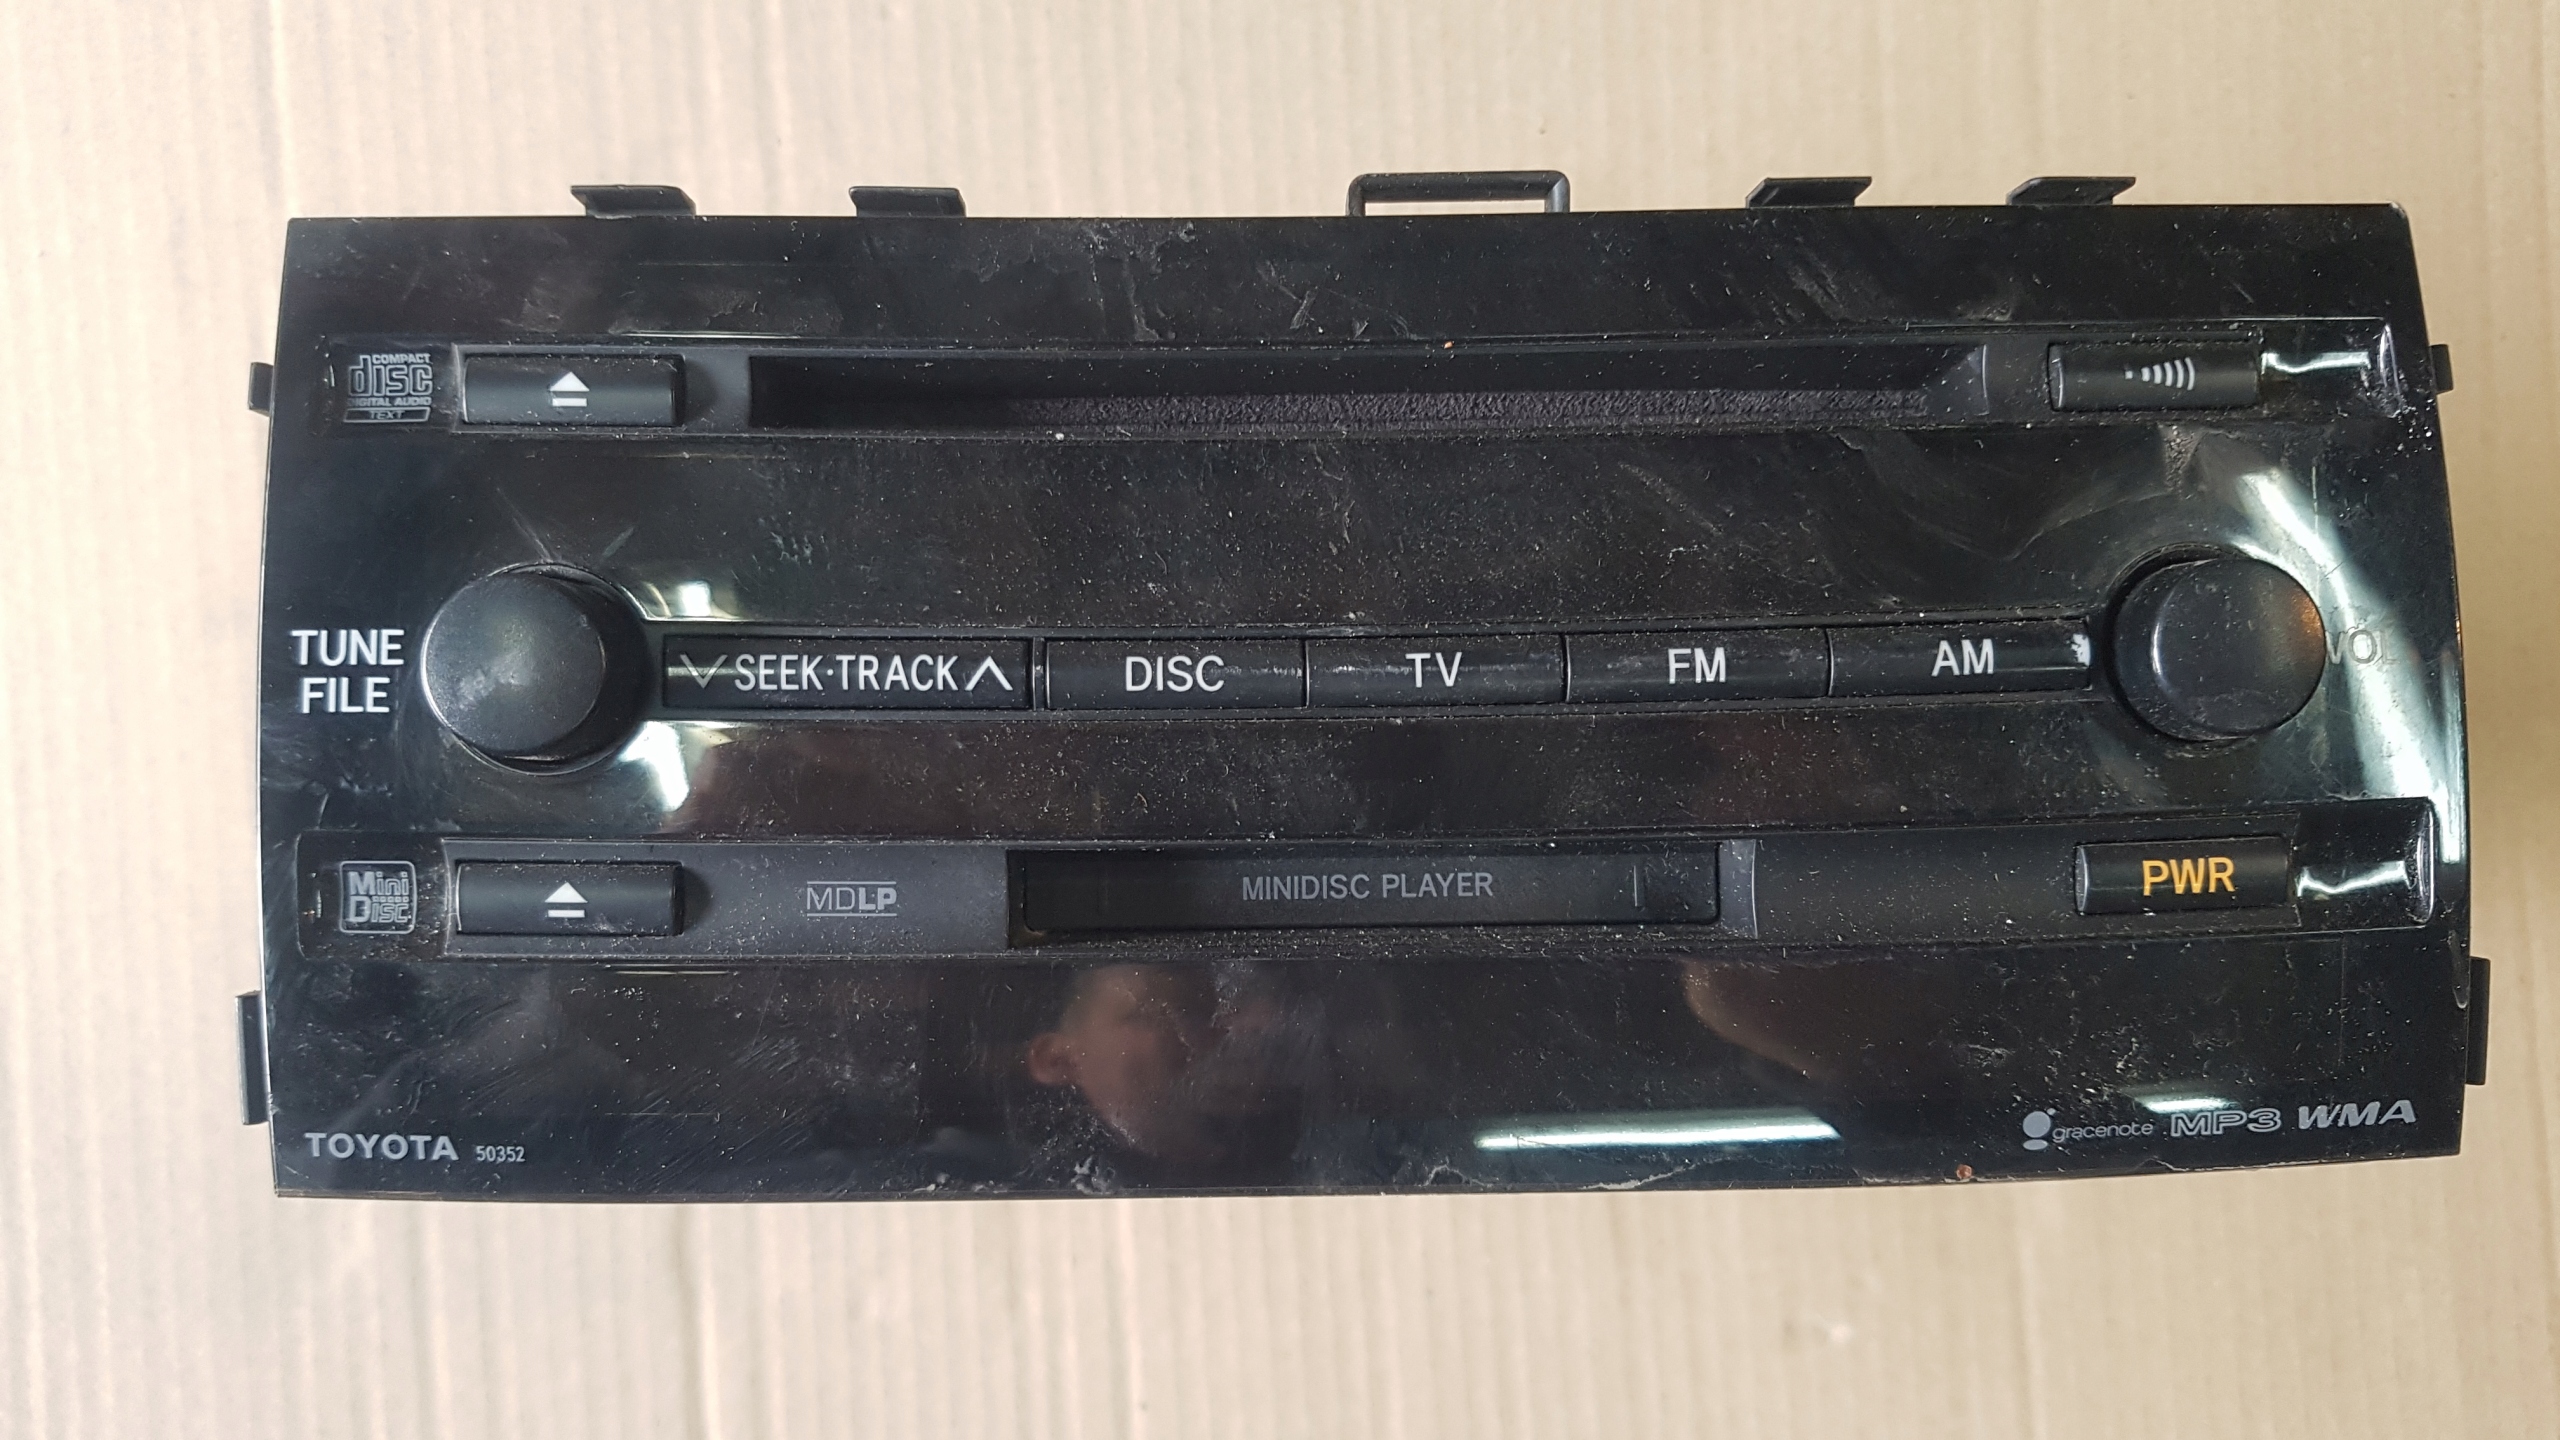 COMPACT
disc
DIGITAL AUDIO
TEXT
TUNE
FILE
SEEK·TRACK
DISC
TV
FM
AM
VOL
Mini
Disc
MDLP
MINIDISC PLAYER
PWR
TOYOTA 50352
gracenote MP3 WMA